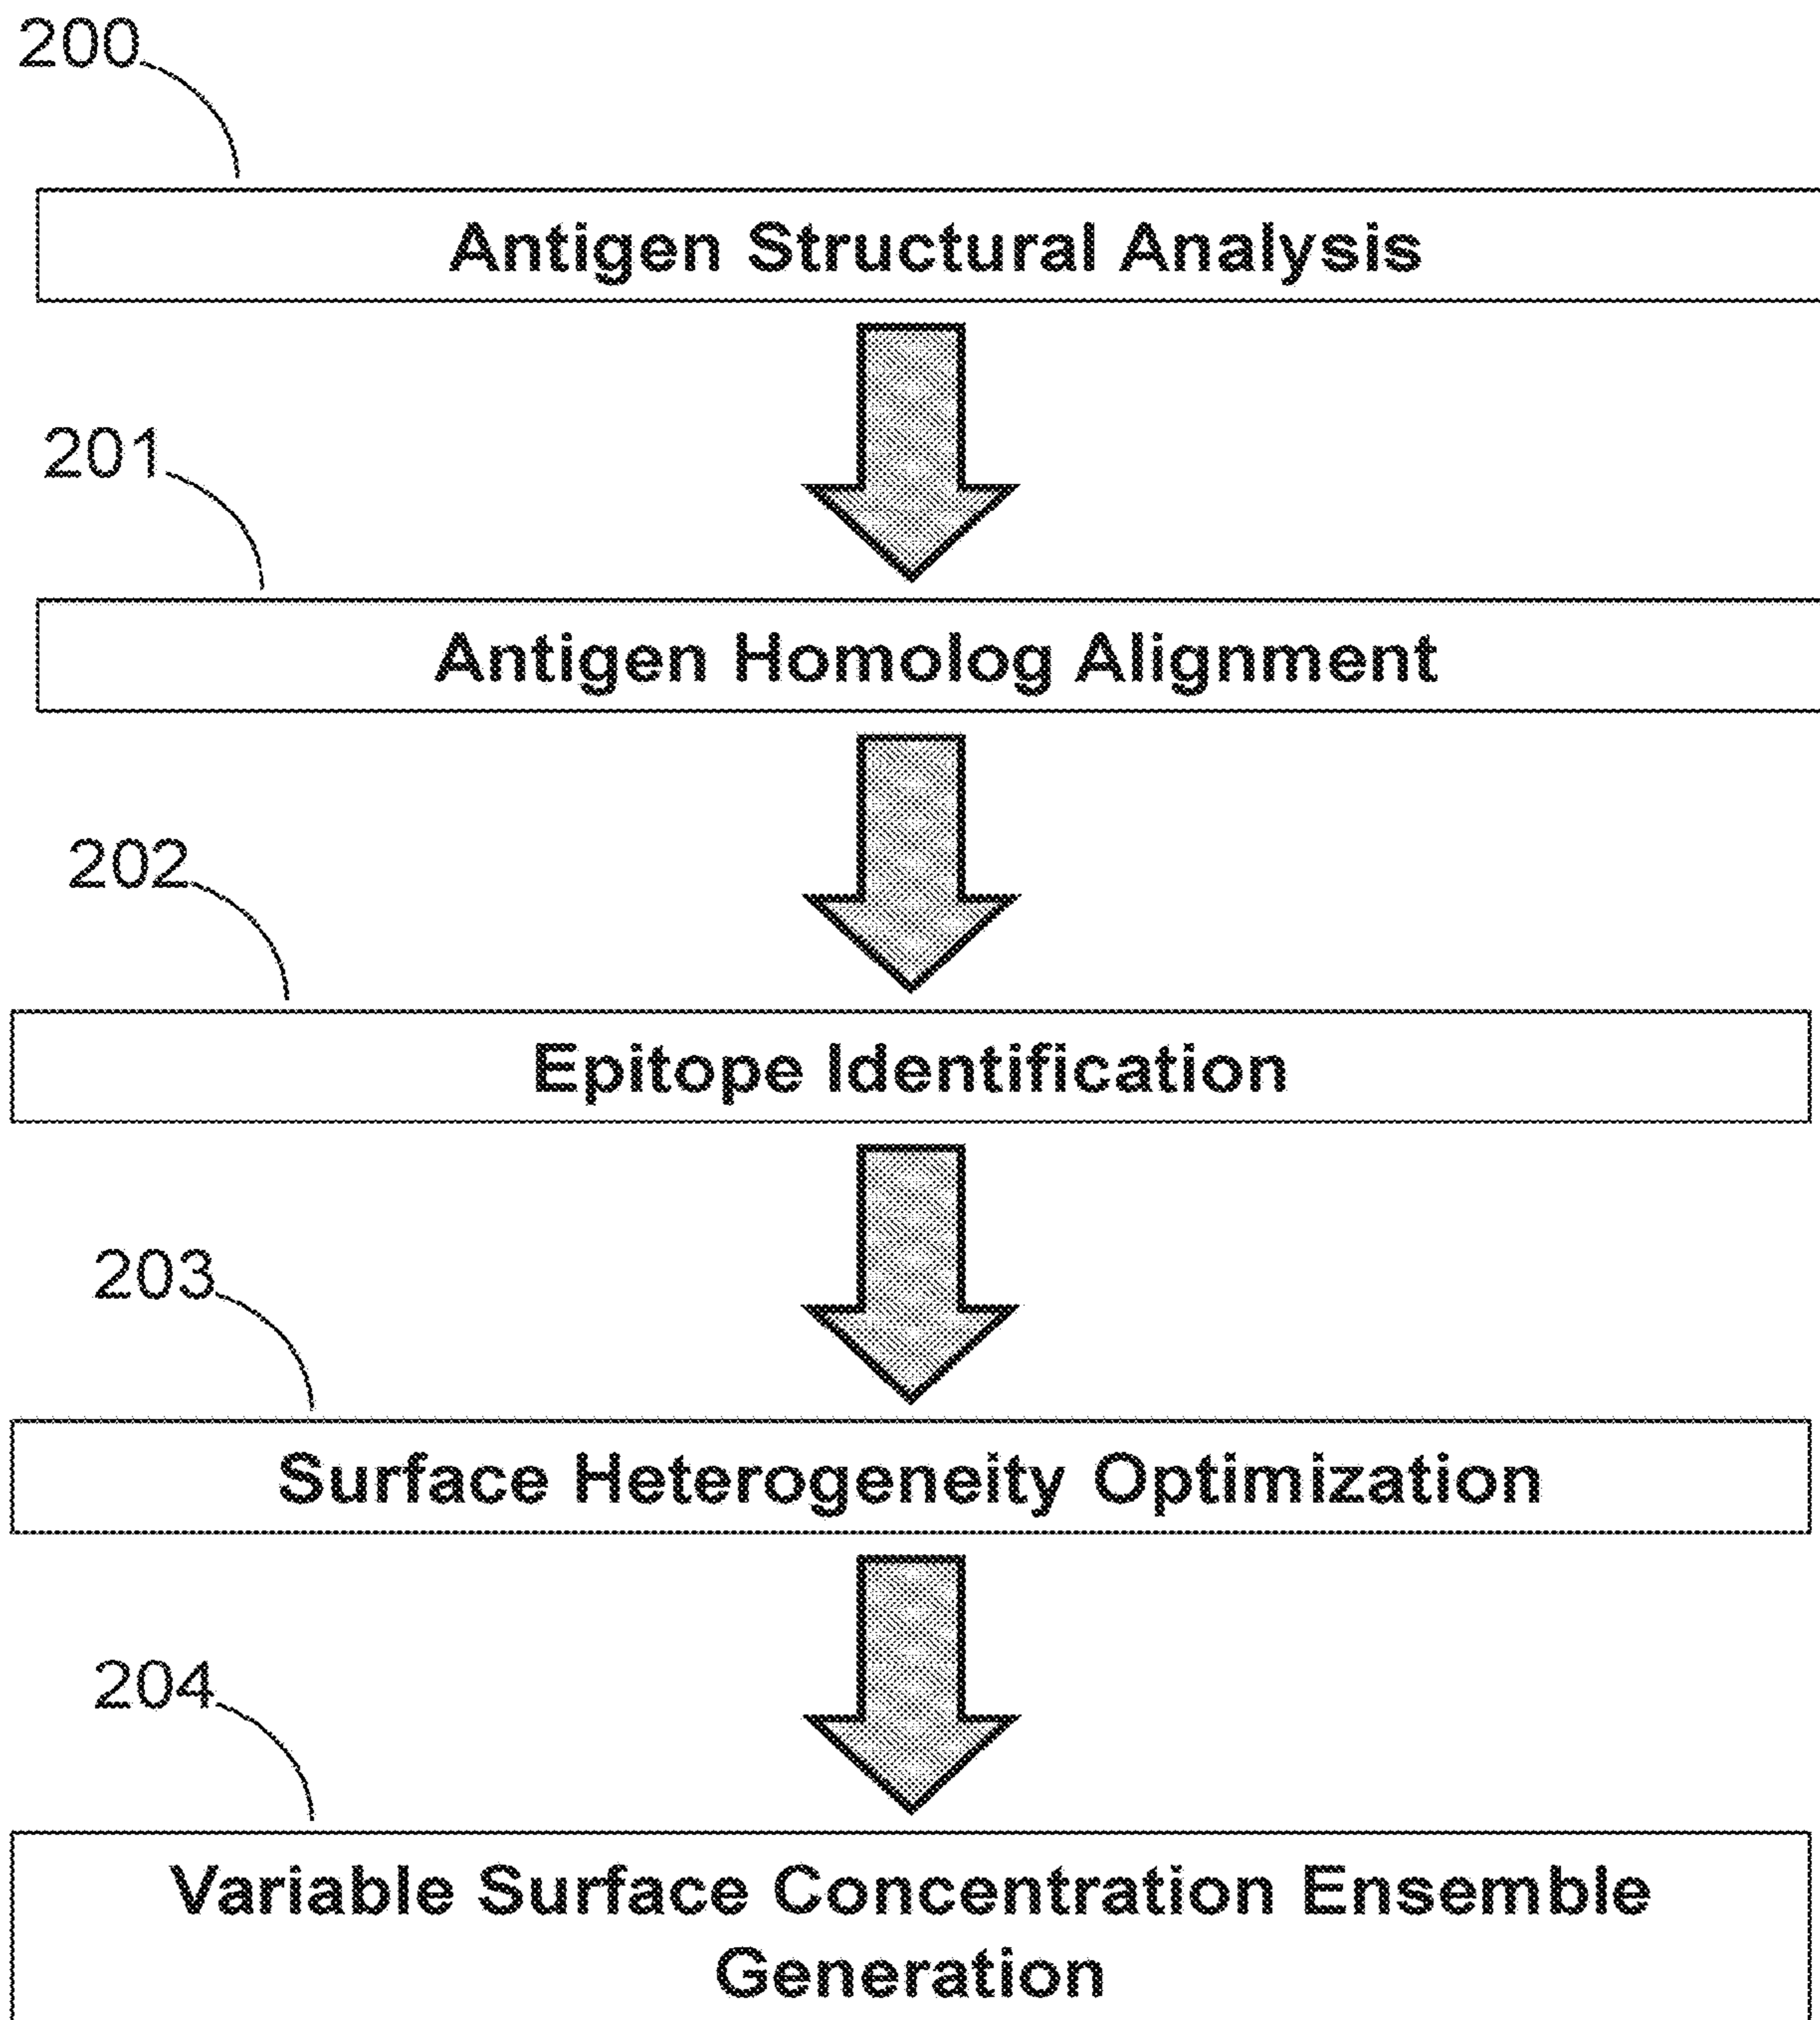 200
Antigen Structural Analysis
201
Antigen Homolog Alignment
202
Epitope Identification
203
Surface Heterogeneity Optimization
204
Variable Surface Concentration Ensemble
Generation